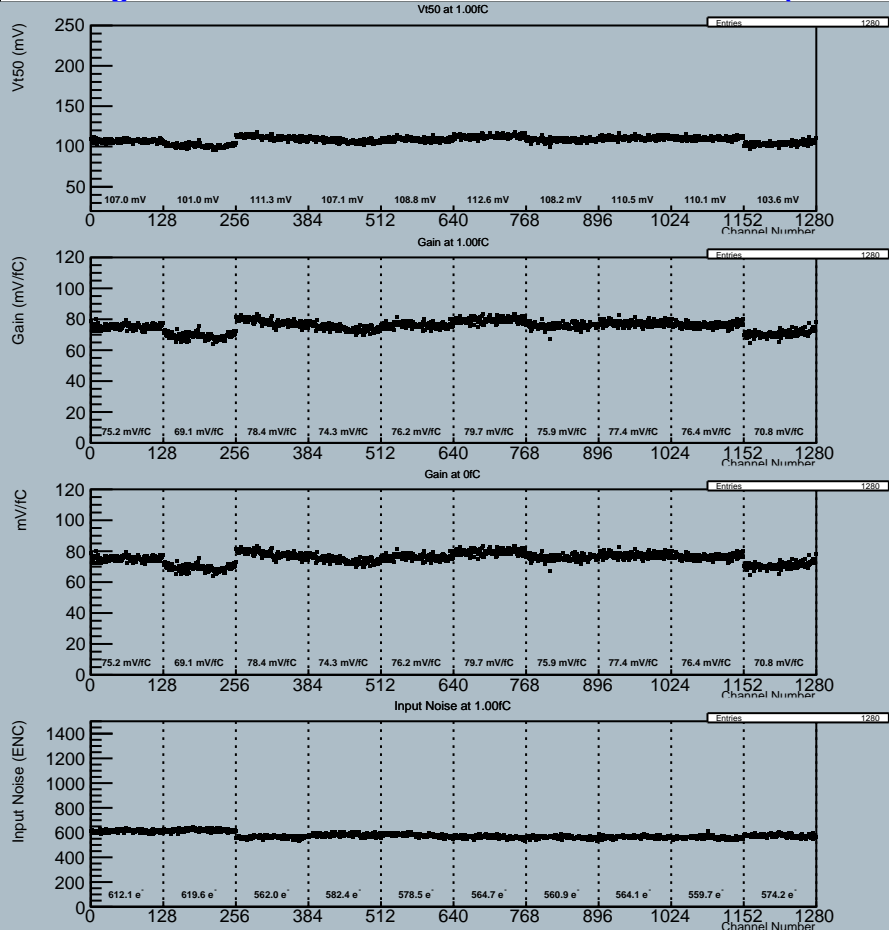 Vt50 at 1.00fC
Entries 1280
Vt50 (mV)
250
200
150
100
50
107.0 mV 101.0 mV 111.3 mV 107.1 mV 108.8 mV 112.6 mV 108.2 mV 110.5 mV 110.1 mV 103.6 mV
0 128 256 384 512 640 768 896 1024 1152 1280
Channel Number
Gain at 1.00fC
Entries 1280
Gain (mV/fC)
120
100
80
60
40
20
0
75.2 mV/fC 69.1 mV/fC 78.4 mV/fC 74.3 mV/fC 76.2 mV/fC 79.7 mV/fC 75.9 mV/fC 77.4 mV/fC 76.4 mV/fC 70.8 mV/fC
0 128 256 384 512 640 768 896 1024 1152 1280
Channel Number
Gain at 0fC
Entries 1280
mV/fC
120
100
80
60
40
20
0
75.2 mV/fC 69.1 mV/fC 78.4 mV/fC 74.3 mV/fC 76.2 mV/fC 79.7 mV/fC 75.9 mV/fC 77.4 mV/fC 76.4 mV/fC 70.8 mV/fC
0 128 256 384 512 640 768 896 1024 1152 1280
Channel Number
Input Noise at 1.00fC
Entries 1280
Input Noise (ENC)
1400
1200
1000
800
600
400
200
0
612.1 e⁻ 619.6 e⁻ 562.0 e⁻ 582.4 e⁻ 578.5 e⁻ 564.7 e⁻ 560.9 e⁻ 564.1 e⁻ 559.7 e⁻ 574.2 e⁻
0 128 256 384 512 640 768 896 1024 1152 1280
Channel Number